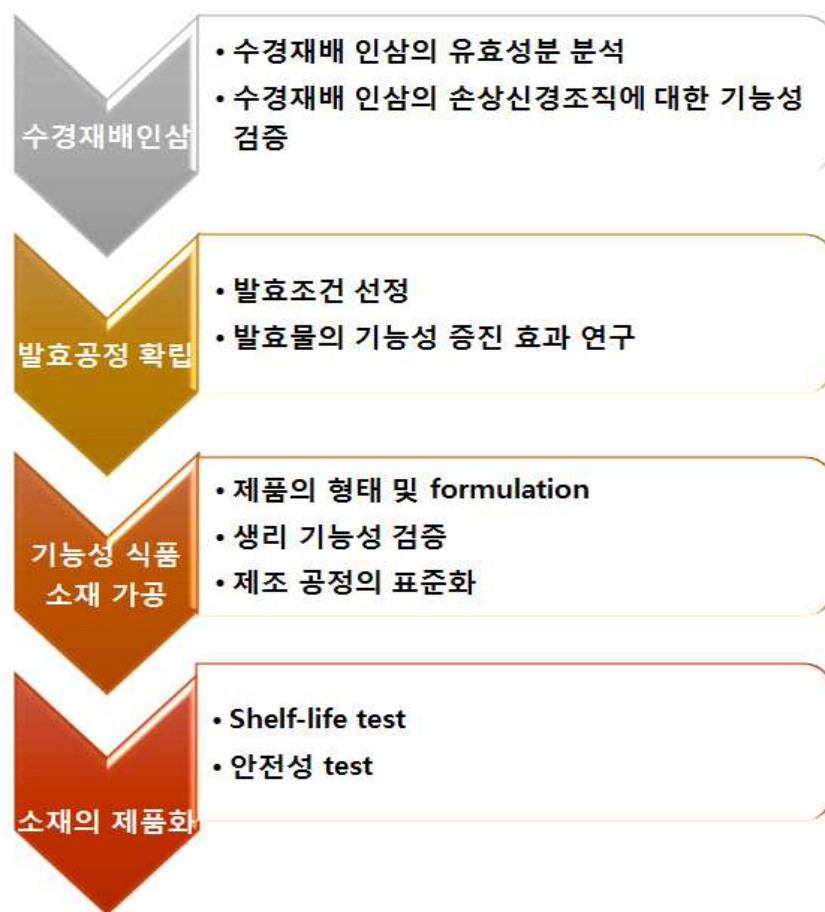 수경재배인삼
• 수경재배 인삼의 유효성분 분석
• 수경재배 인삼의 손상신경조직에 대한 기능성
검증
발효공정 확립
• 발효조건 선정
• 발효물의 기능성 증진 효과 연구
기능성 식품
소재 가공
• 제품의 형태 및 formulation
• 생리 기능성 검증
• 제조 공정의 표준화
소재의 제품화
• Shelf-life test
• 안전성 test